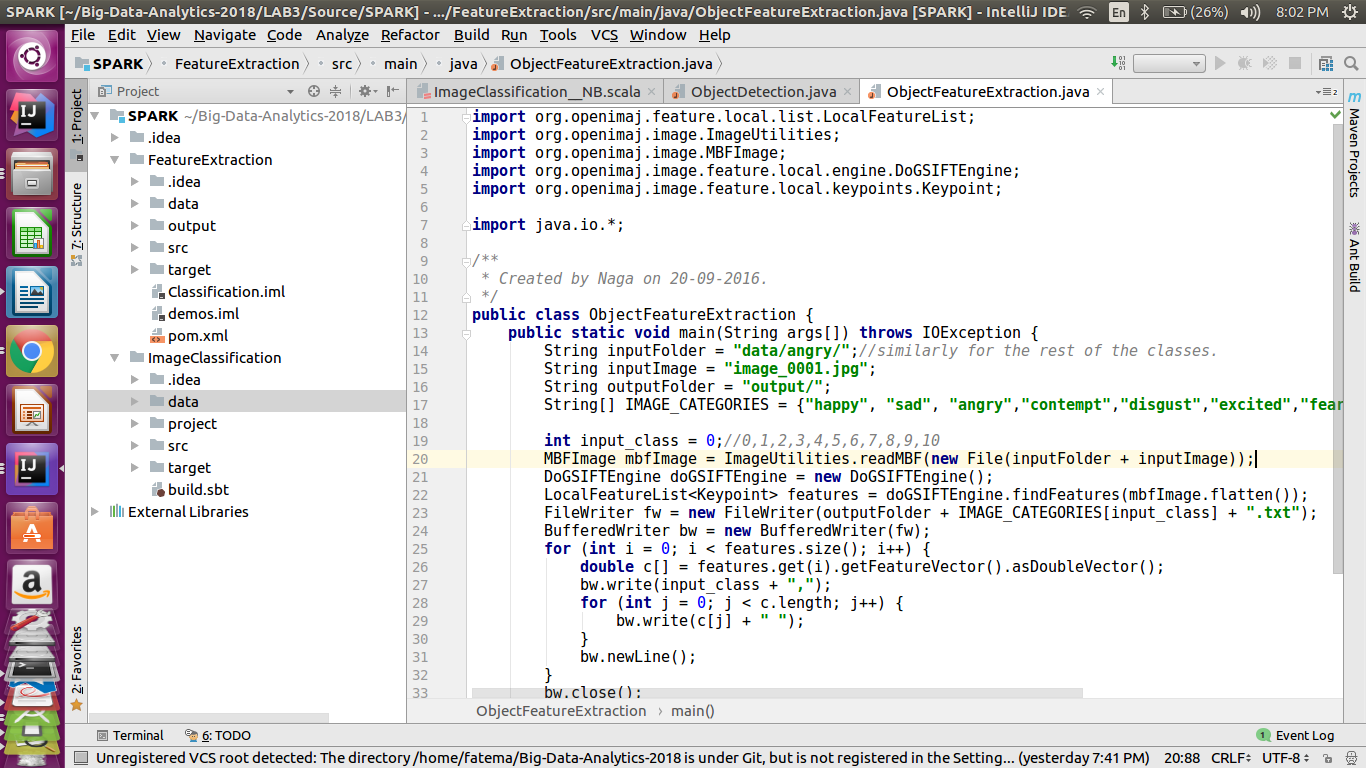 SPARK [~/Big-Data-Analytics-2018/LAB3/Source/SPARK] - .../FeatureExtraction/src/main/java/ObjectFeatureExtraction.java [SPARK] - IntelliJ IDE
En (26%) 8:02 PM
File Edit View Navigate Code Analyze Refactor Build Run Tools VCS Window Help
SPARK FeatureExtraction src main java ObjectFeatureExtraction.java
Project
ImageClassification__NB.scala ObjectDetection.java ObjectFeatureExtraction.java
1: Project
7: Structure
2: Favorites
SPARK ~/Big-Data-Analytics-2018/LAB3/
.idea
FeatureExtraction
.idea
data
output
src
target
Classification.iml
demos.iml
pom.xml
ImageClassification
.idea
data
project
src
target
build.sbt
External Libraries
1 import org.openimaj.feature.local.list.LocalFeatureList;
2 import org.openimaj.image.ImageUtilities;
3 import org.openimaj.image.MBFImage;
4 import org.openimaj.image.feature.local.engine.DoGSIFTEngine;
5 import org.openimaj.image.feature.local.keypoints.Keypoint;
6
7 import java.io.*;
8
9 /**
10 * Created by Naga on 20-09-2016.
11 */
12 public class ObjectFeatureExtraction {
13 public static void main(String args[]) throws IOException {
14 String inputFolder = "data/angry/";//similarly for the rest of the classes.
15 String inputImage = "image_0001.jpg";
16 String outputFolder = "output/";
17 String[] IMAGE_CATEGORIES = {"happy", "sad", "angry","contempt","disgust","excited","fear
18
19 int input_class = 0;//0,1,2,3,4,5,6,7,8,9,10
20 MBFImage mbfImage = ImageUtilities.readMBF(new File(inputFolder + inputImage));
21 DoGSIFTEngine doGSIFTEngine = new DoGSIFTEngine();
22 LocalFeatureList<Keypoint> features = doGSIFTEngine.findFeatures(mbfImage.flatten());
23 FileWriter fw = new FileWriter(outputFolder + IMAGE_CATEGORIES[input_class] + ".txt");
24 BufferedWriter bw = new BufferedWriter(fw);
25 for (int i = 0; i < features.size(); i++) {
26 double c[] = features.get(i).getFeatureVector().asDoubleVector();
27 bw.write(input_class + ",");
28 for (int j = 0; j < c.length; j++) {
29 bw.write(c[j] + " ");
30 }
31 bw.newLine();
32 }
33 bw.close();
ObjectFeatureExtraction › main()
m Maven Projects
Ant Build
Terminal 6: TODO 1 Event Log
Unregistered VCS root detected: The directory /home/fatema/Big-Data-Analytics-2018 is under Git, but is not registered in the Setting... (yesterday 7:41 PM) 20:88 CRLF UTF-8